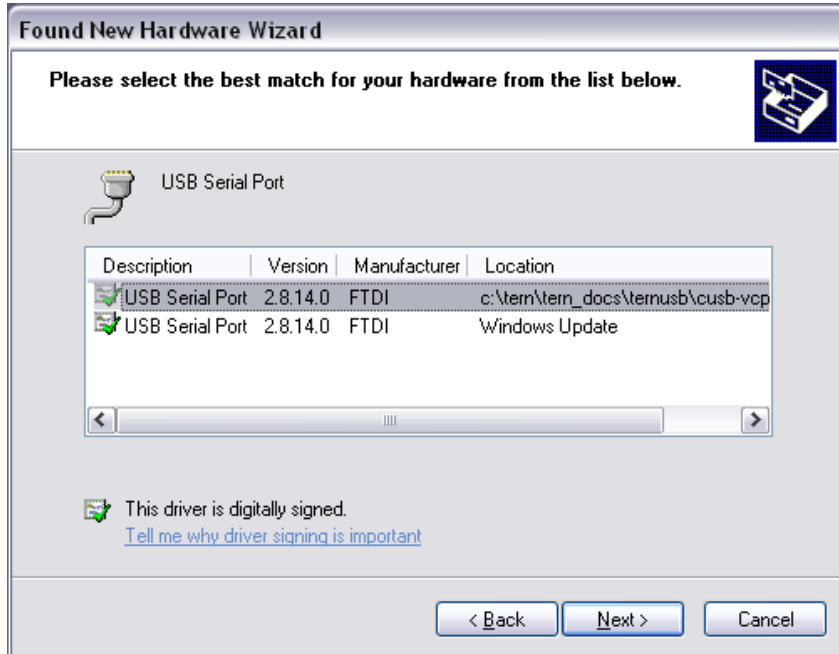 Found New Hardware Wizard
Please select the best match for your hardware from the list below.
USB Serial Port
Description Version Manufacturer Location
USB Serial Port 2.8.14.0 FTDI c:\tern\tern_docs\ternusb\cusb-vcp
USB Serial Port 2.8.14.0 FTDI Windows Update
This driver is digitally signed.
Tell me why driver signing is important
< Back Next > Cancel